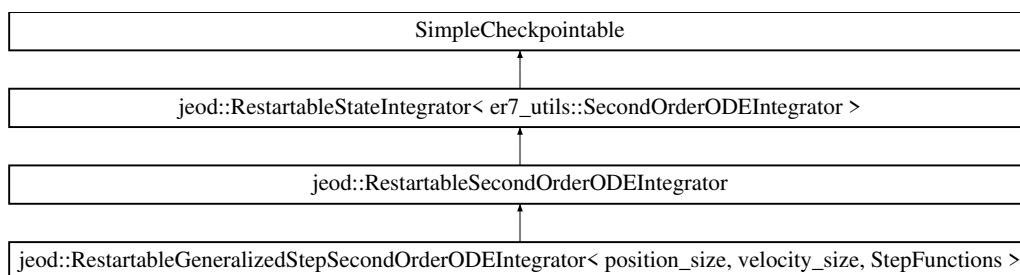 SimpleCheckpointable
jeod::RestartableStateIntegrator< er7_utils::SecondOrderODEIntegrator >
jeod::RestartableSecondOrderODEIntegrator
jeod::RestartableGeneralizedStepSecondOrderODEIntegrator< position_size, velocity_size, StepFunctions >